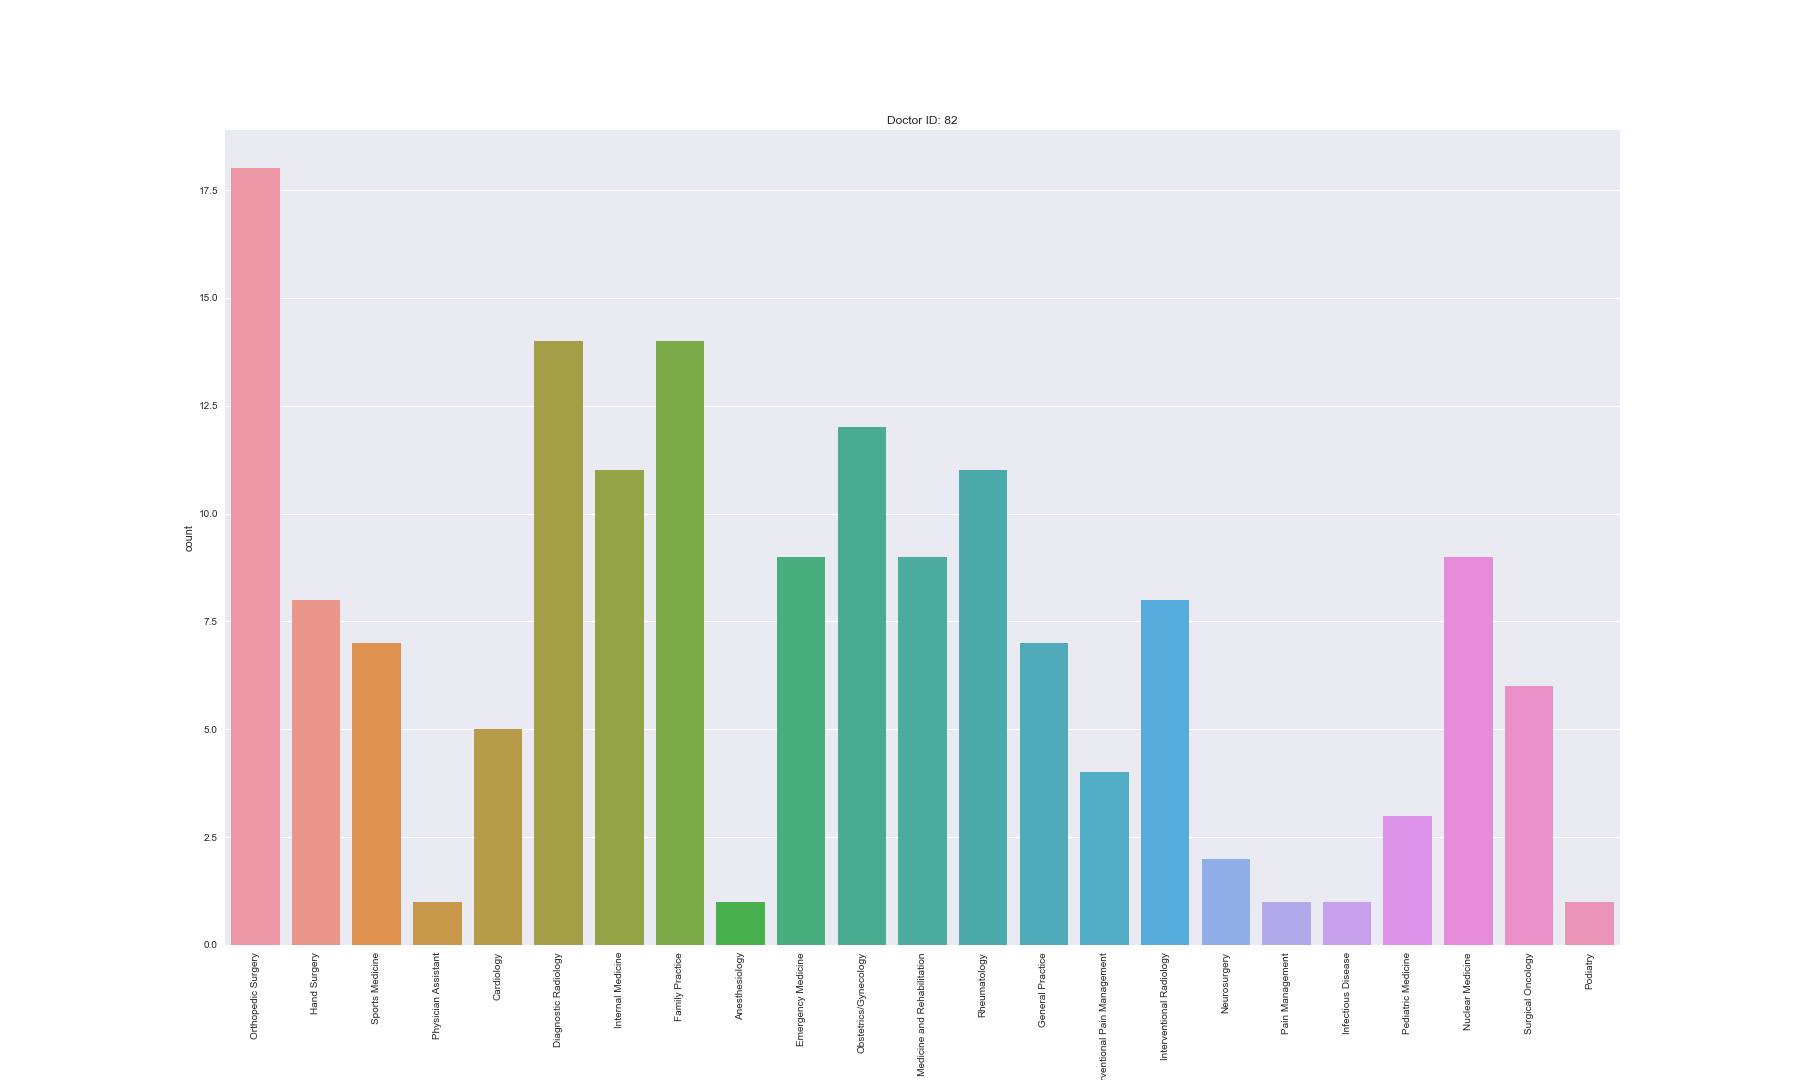 Doctor ID: 82
17.5
15.0
12.5
10.0
7.5
5.0
2.5
0.0
count
Orthopedic Surgery
Hand Surgery
Sports Medicine
Physician Assistant
Cardiology
Diagnostic Radiology
Internal Medicine
Family Practice
Anesthesiology
Emergency Medicine
Obstetrics/Gynecology
Medicine and Rehabilitation
Rheumatology
General Practice
rventional Pain Management
Interventional Radiology
Neurosurgery
Pain Management
Infectious Disease
Pediatric Medicine
Nuclear Medicine
Surgical Oncology
Podiatry